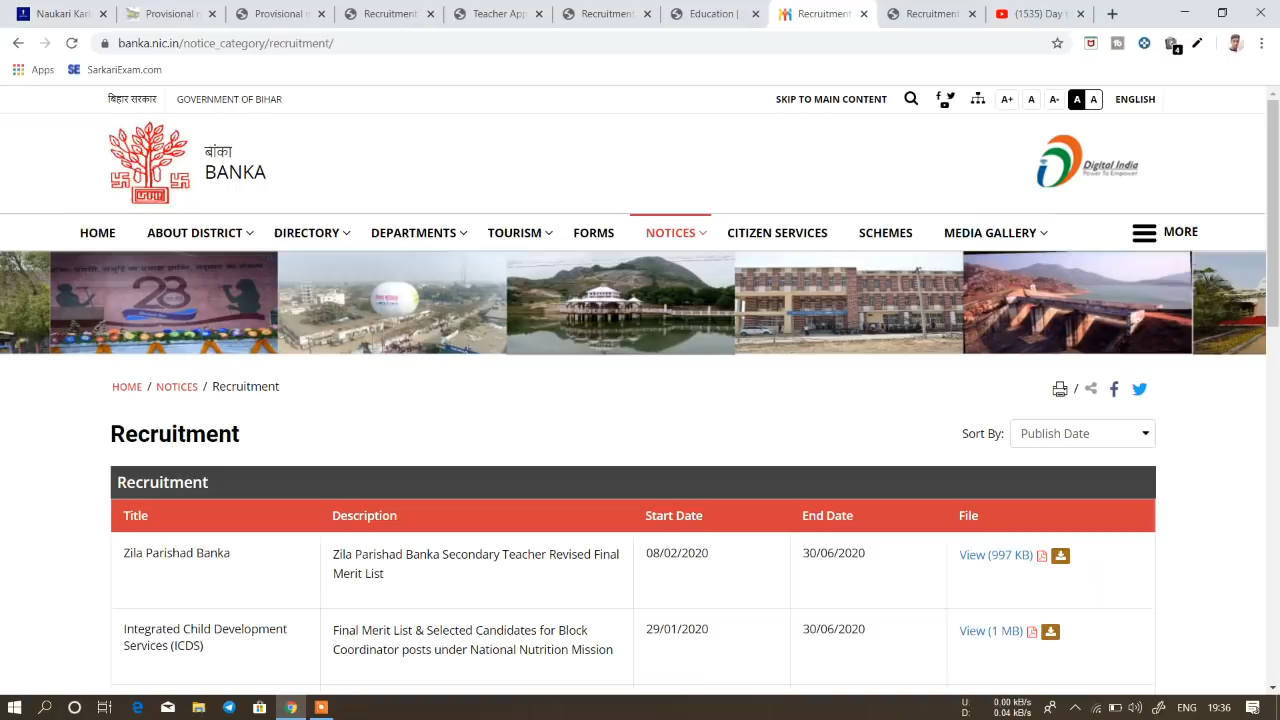 Naukari Kari
Provisional
Provisional m
Recruitment
Teacher App
Recruitment
Education
Recruitment
Recruitment
(1535) Day
banka.nic.in/notice_category/recruitment/
Apps
SE SarkariExam.com
बिहार सरकार GOVERNMENT OF BIHAR
SKIP TO MAIN CONTENT A+ A A- A A ENGLISH
बांका
BANKA
Digital India
Power To Empower
HOME ABOUT DISTRICT DIRECTORY DEPARTMENTS TOURISM FORMS NOTICES CITIZEN SERVICES SCHEMES MEDIA GALLERY MORE
HOME / NOTICES / Recruitment
/
Recruitment
Sort By: Publish Date
Recruitment
Title Description Start Date End Date File
Zila Parishad Banka
Zila Parishad Banka Secondary Teacher Revised Final
Merit List
08/02/2020
30/06/2020
View (997 KB)
Integrated Child Development
Services (ICDS)
Final Merit List & Selected Candidates for Block
Coordinator posts under National Nutrition Mission
29/01/2020
30/06/2020
View (1 MB)
U: 0.00 kB/s
D: 0.04 kB/s
ENG 19:36